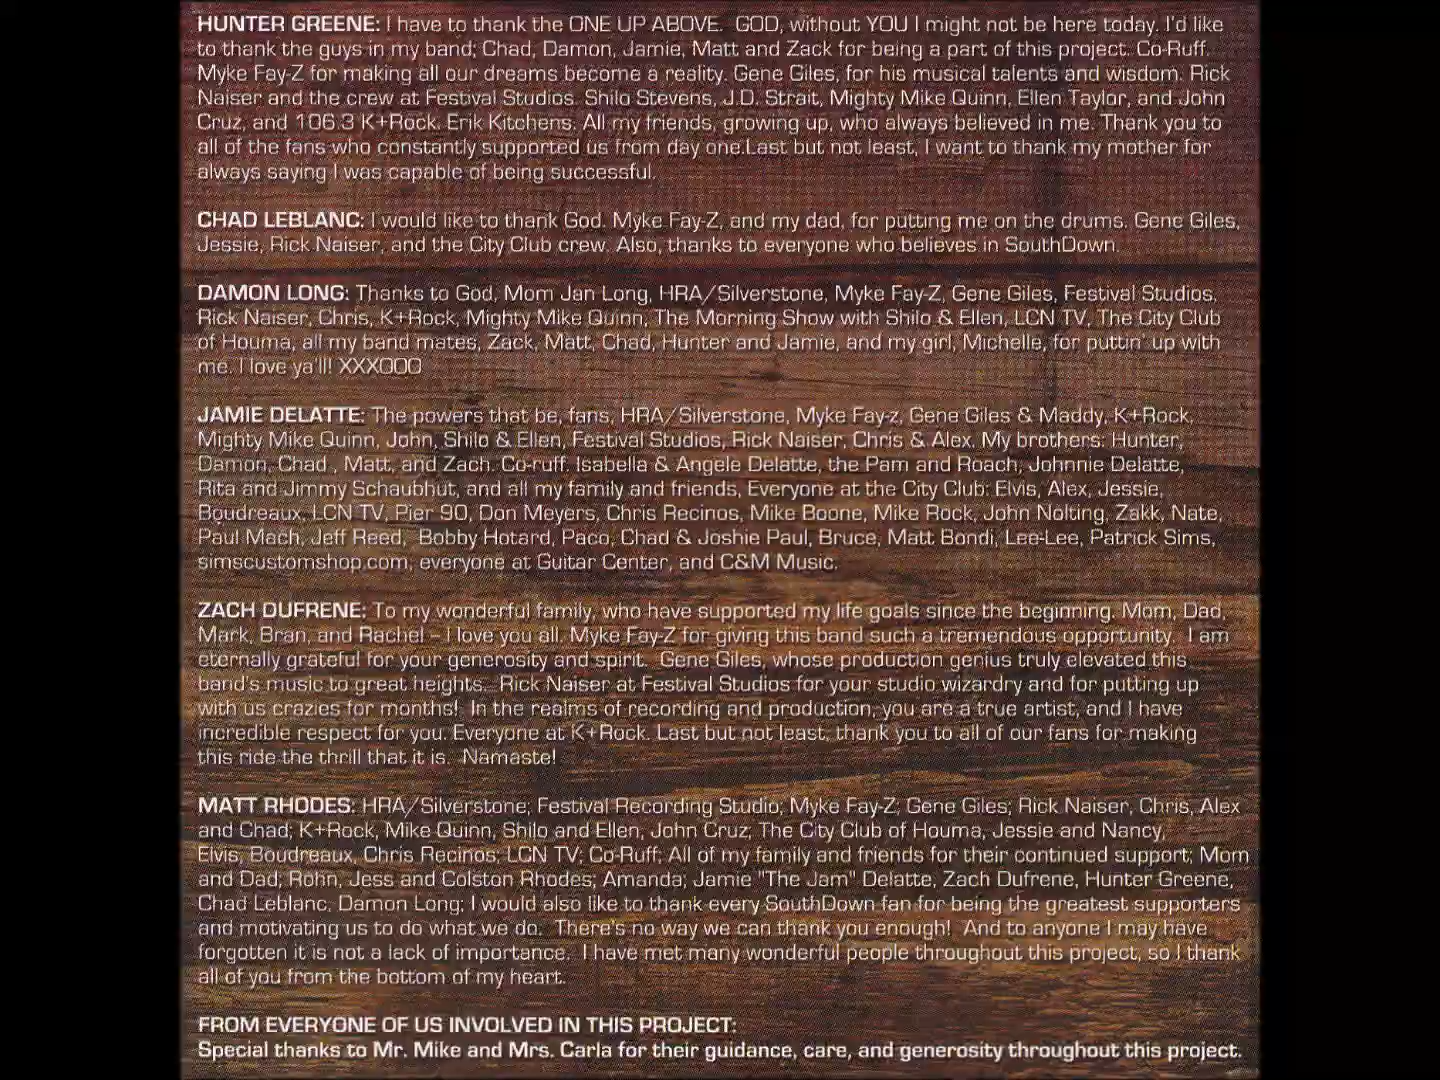 HUNTER GREENE: I have to thank the ONE UP ABOVE.  GOD, without YOU I might not be here today. I'd like
to thank the guys in my band; Chad, Damon, Jamie, Matt and Zack for being a part of this project. Co-Ruff.
Myke Fay-Z for making all our dreams become a reality. Gene Giles, for his musical talents and wisdom. Rick
Naiser and the crew at Festival Studios. Shilo Stevens, J.D. Strait, Mighty Mike Quinn, Ellen Taylor, and John
Cruz, and 106.3 K+Rock. Erik Kitchens. All my friends, growing up, who always believed in me. Thank you to
all of the fans who constantly supported us from day one.Last but not least, I want to thank my mother for
always saying I was capable of being successful.
CHAD LEBLANC: I would like to thank God. Myke Fay-Z, and my dad, for putting me on the drums. Gene Giles,
Jessie, Rick Naiser, and the City Club crew. Also, thanks to everyone who believes in SouthDown.
DAMON LONG: Thanks to God, Mom Jan Long, HRA/Silverstone, Myke Fay-Z, Gene Giles, Festival Studios,
Rick Naiser, Chris, K+Rock, Mighty Mike Quinn, The Morning Show with Shilo & Ellen, LCN TV, The City Club
of Houma, all my band mates, Zack, Matt, Chad, Hunter and Jamie, and my girl, Michelle, for puttin' up with
me. I love ya'll! XXXOOO
JAMIE DELATTE: The powers that be, fans, HRA/Silverstone, Myke Fay-z, Gene Giles & Maddy, K+Rock,
Mighty Mike Quinn, John, Shilo & Ellen, Festival Studios, Rick Naiser, Chris & Alex. My brothers: Hunter,
Damon, Chad , Matt, and Zach. Co-ruff. Isabella & Angele Delatte, the Pam and Roach, Johnnie Delatte,
Rita and Jimmy Schaubhut, and all my family and friends, Everyone at the City Club: Elvis, Alex, Jessie,
Boudreaux, LCN TV, Pier 90, Don Meyers, Chris Recinos, Mike Boone, Mike Rock, John Nolting, Zakk, Nate,
Paul Mach, Jeff Reed,  Bobby Hotard, Paco, Chad & Joshie Paul, Bruce, Matt Bondi, Lee-Lee, Patrick Sims,
simscustomshop.com, everyone at Guitar Center, and C&M Music.
ZACH DUFRENE: To my wonderful family, who have supported my life goals since the beginning. Mom, Dad,
Mark, Bran, and Rachel – I love you all. Myke Fay-Z for giving this band such a tremendous opportunity.  I am
eternally grateful for your generosity and spirit.  Gene Giles, whose production genius truly elevated this
band's music to great heights.  Rick Naiser at Festival Studios for your studio wizardry and for putting up
with us crazies for months!  In the realms of recording and production, you are a true artist, and I have
incredible respect for you. Everyone at K+Rock. Last but not least, thank you to all of our fans for making
this ride the thrill that it is.  Namaste!
MATT RHODES: HRA/Silverstone; Festival Recording Studio; Myke Fay-Z; Gene Giles; Rick Naiser, Chris, Alex
and Chad; K+Rock, Mike Quinn, Shilo and Ellen, John Cruz; The City Club of Houma, Jessie and Nancy,
Elvis, Boudreaux, Chris Recinos; LCN TV; Co-Ruff; All of my family and friends for their continued support; Mom
and Dad; Rohn, Jess and Colston Rhodes; Amanda; Jamie "The Jam" Delatte, Zach Dufrene, Hunter Greene,
Chad Leblanc, Damon Long; I would also like to thank every SouthDown fan for being the greatest supporters
and motivating us to do what we do.  There's no way we can thank you enough!  And to anyone I may have
forgotten it is not a lack of importance.  I have met many wonderful people throughout this project, so I thank
all of you from the bottom of my heart.
FROM EVERYONE OF US INVOLVED IN THIS PROJECT:
Special thanks to Mr. Mike and Mrs. Carla for their guidance, care, and generosity throughout this project.